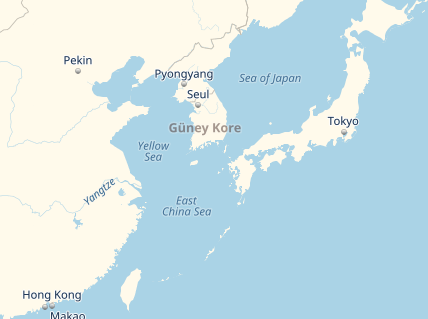 Pekin
Pyongyang
Sea of Japan
Seul
Tokyo
Güney Kore
Yellow
Sea
Yangtze
East
China Sea
Hong Kong
Makao